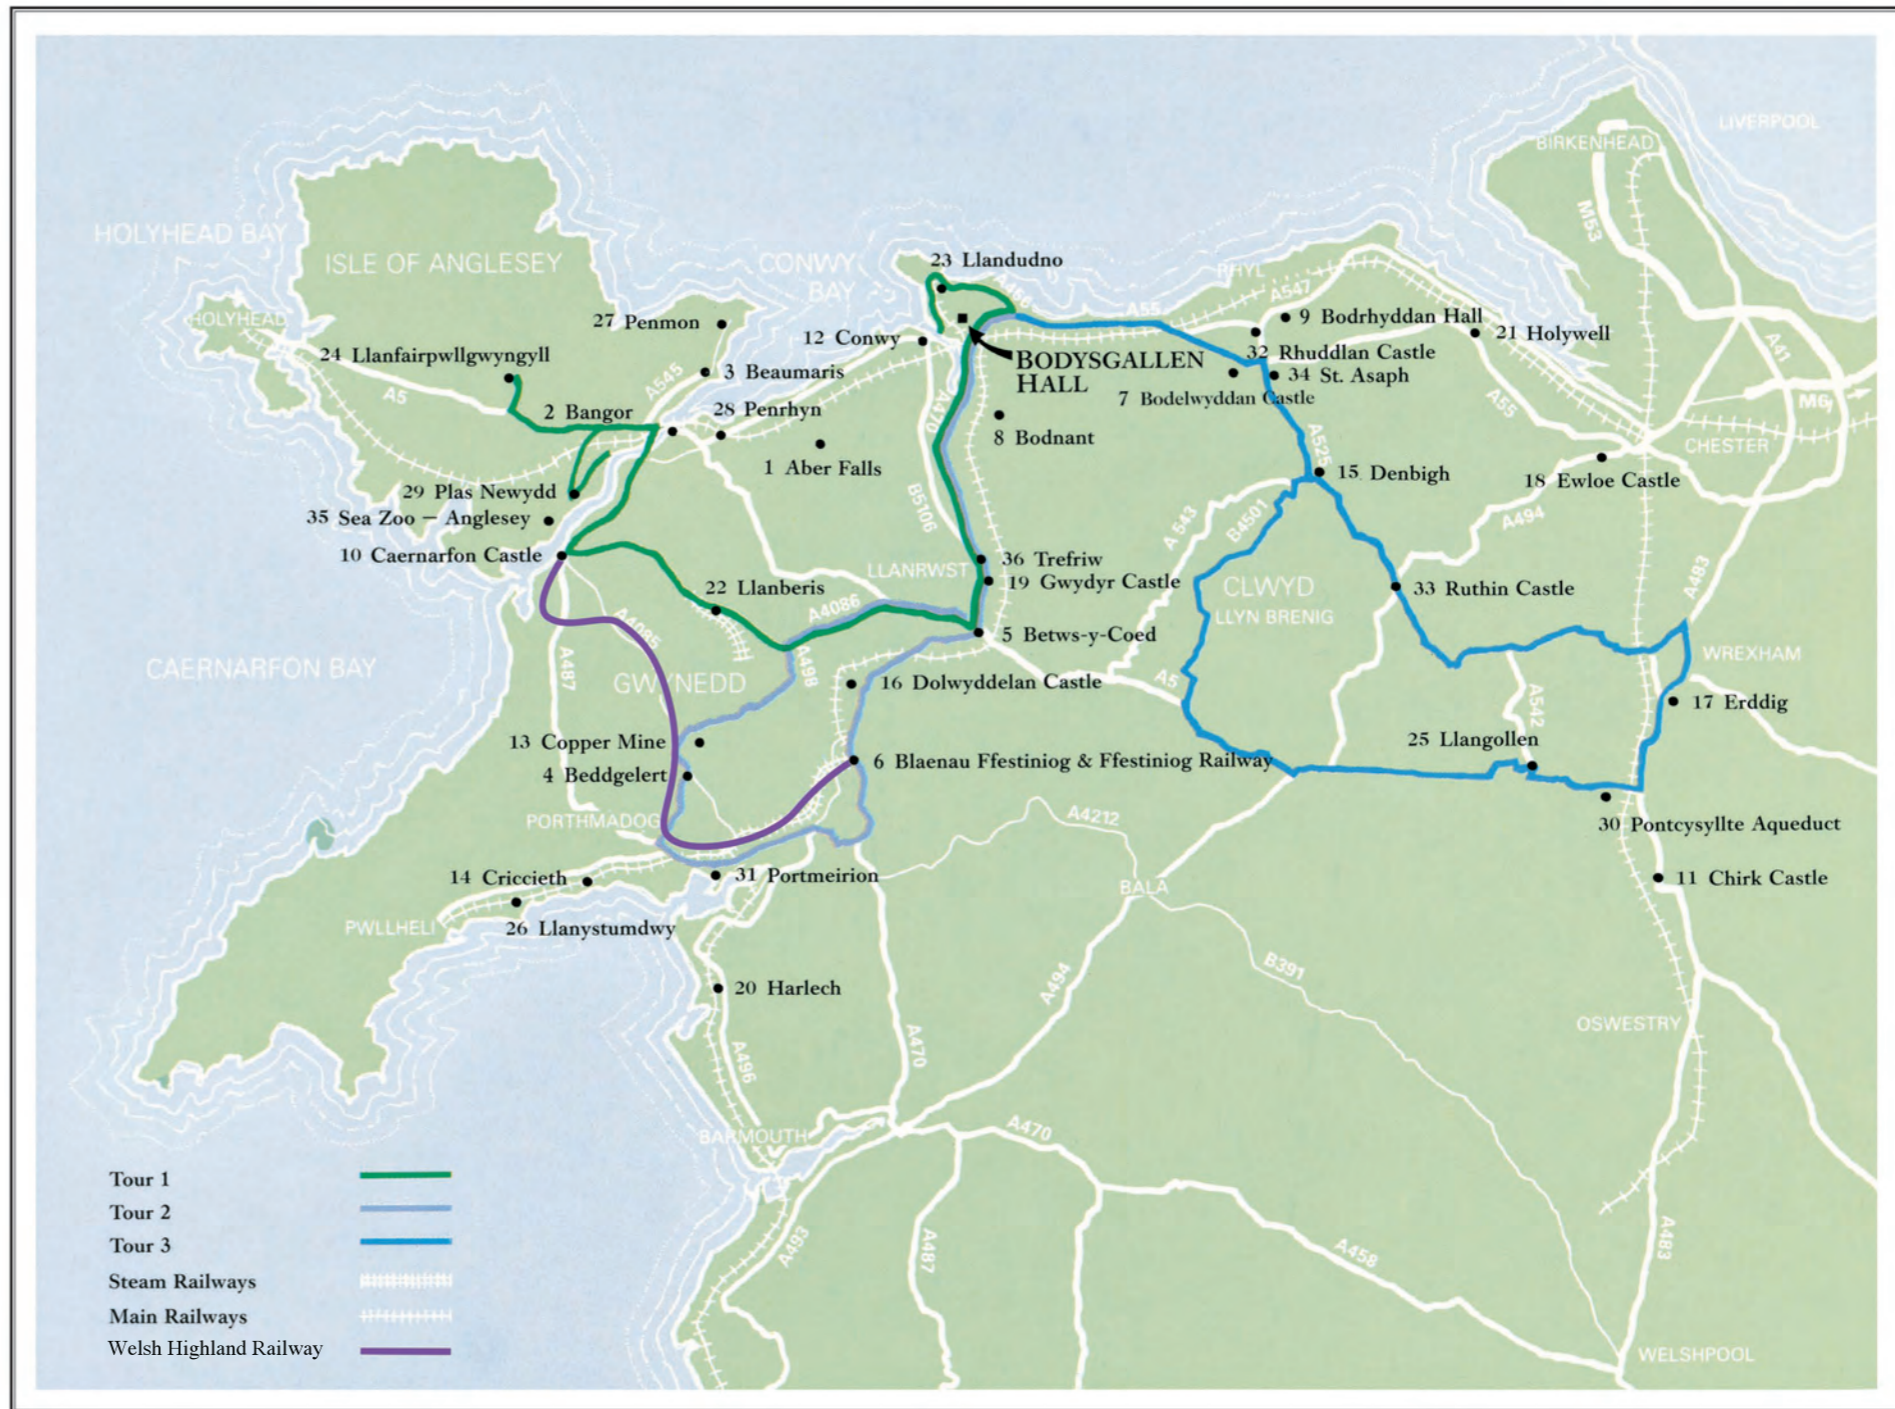 LIVERPOOL
BIRKENHEAD
M53
HOLYHEAD BAY
ISLE OF ANGLESEY
CONWY
BAY
23 Llandudno
RHYL
A55
A547
HOLYHEAD
27 Penmon
12 Conwy
9 Bodrhyddan Hall
21 Holywell
A41
24 Llanfairpwllgwyngyll
BODYSGALLEN
HALL
32 Rhuddlan Castle
34 St. Asaph
A5
A545
3 Beaumaris
7 Bodelwyddan Castle
A55
M6
2 Bangor
28 Penrhyn
A470
8 Bodnant
CHESTER
1 Aber Falls
A525
15 Denbigh
18 Ewloe Castle
29 Plas Newydd
35 Sea Zoo – Anglesey
B5106
A543
B4501
A494
10 Caernarfon Castle
LLANRWST
36 Trefriw
19 Gwydyr Castle
CLWYD
LLYN BRENIG
33 Ruthin Castle
A483
22 Llanberis
A4086
A4085
5 Betws-y-Coed
CAERNARFON BAY
A487
GWYNEDD
A498
16 Dolwyddelan Castle
A5
WREXHAM
17 Erddig
A542
13 Copper Mine
4 Beddgelert
6 Blaenau Ffestiniog & Ffestiniog Railway
25 Llangollen
PORTHMADOG
A4212
30 Pontcysyllte Aqueduct
14 Criccieth
31 Portmeirion
BALA
11 Chirk Castle
PWLLHELI
26 Llanystumdwy
20 Harlech
A494
B391
OSWESTRY
A496
A470
BARMOUTH
A470
Tour 1
Tour 2
Tour 3
Steam Railways
Main Railways
Welsh Highland Railway
A493
A487
A458
A483
WELSHPOOL